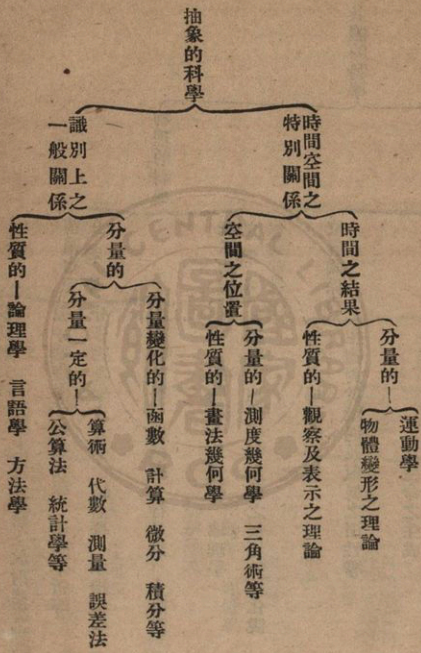 抽象的科學
時間空間之
特別關係
時間之結果
分量的—
運動學
物體變形之理論
性質的—觀察及表示之理論
空間之位置
分量的—測度幾何學 三角術等
性質的—畫法幾何學
識別上之
一般關係
分量的
分量變化的—函數 計算 微分 積分等
分量一定的—
算術 代數 測量 誤差法
公算法 統計學等
性質的—論理學 言語學 方法學
CENTRAL